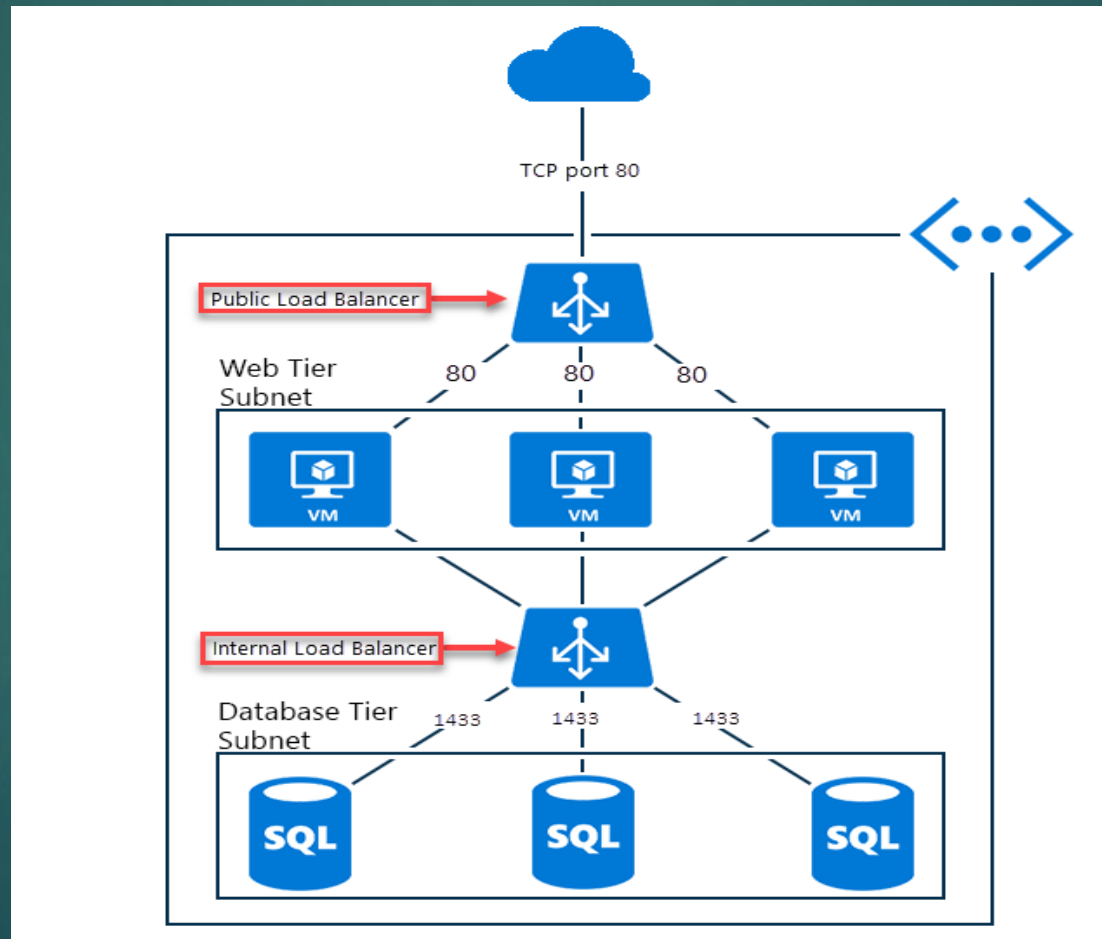 TCP port 80
Public Load Balancer
Web Tier
Subnet
80
80
80
VM
VM
VM
Internal Load Balancer
Database Tier
Subnet
1433
1433
1433
SQL
SQL
SQL